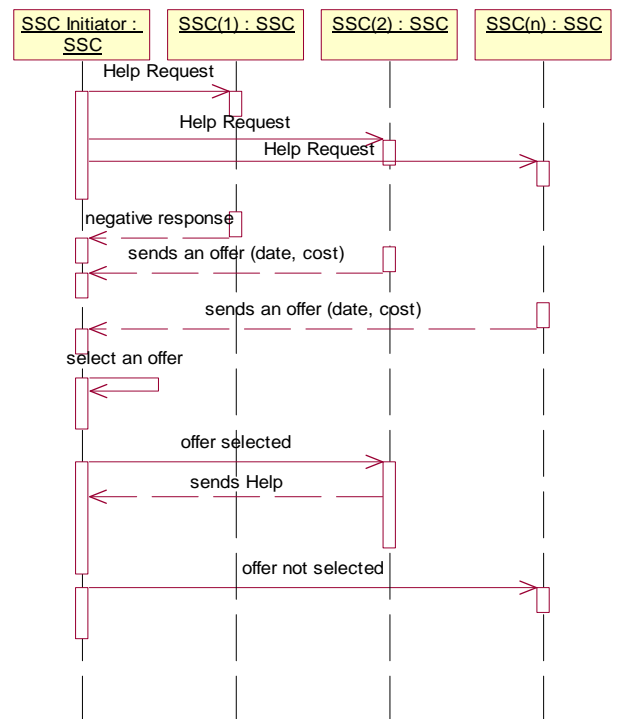 SSC Initiator :
SSC
SSC(1) : SSC
SSC(2) : SSC
SSC(n) : SSC
Help Request
Help Request
Help Request
negative response
sends an offer (date, cost)
sends an offer (date, cost)
select an offer
offer selected
sends Help
offer not selected